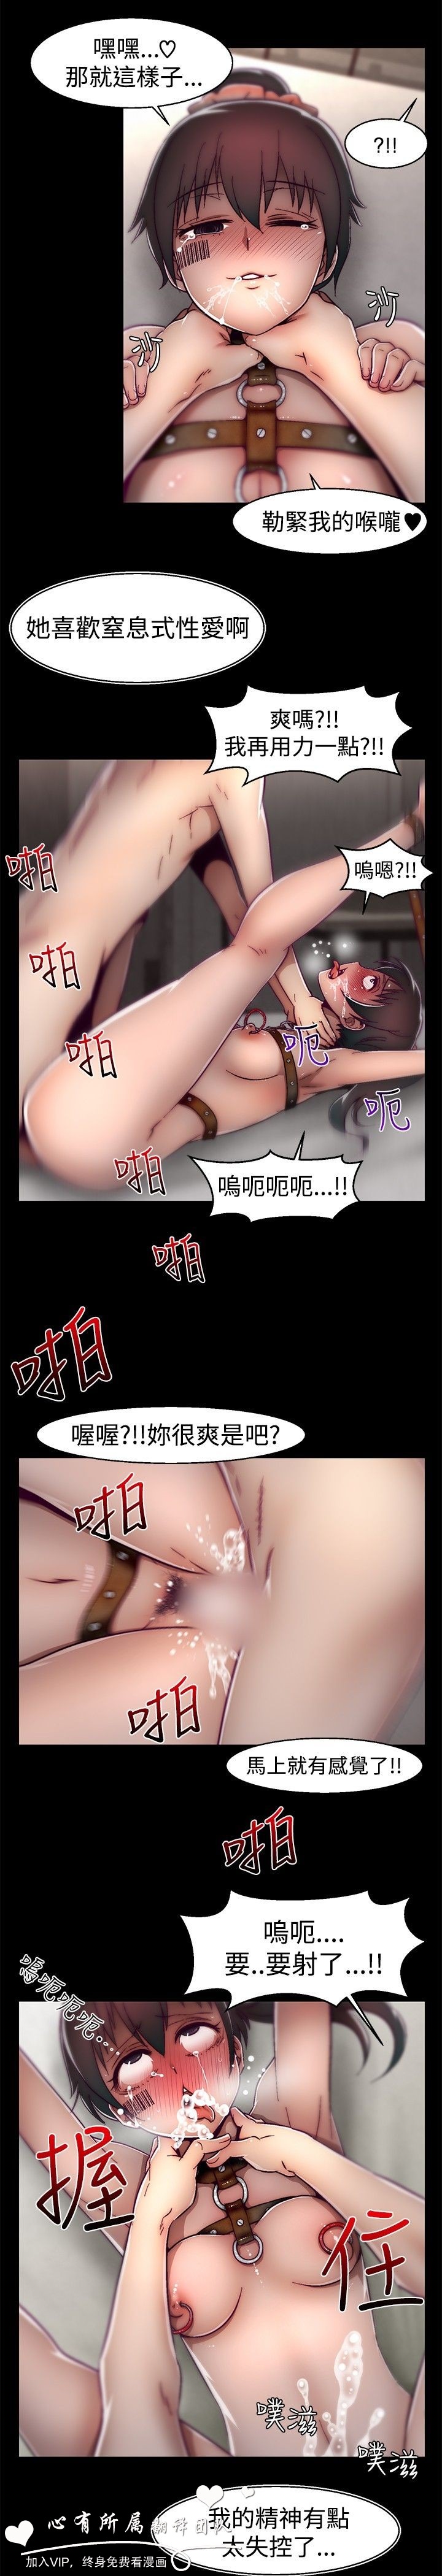 嘿嘿...♥
那就這樣子...
?!!
沙
沙
勒緊我的喉嚨♥
她喜歡窒息式性愛啊
爽嗎?!!
我再用力一點?!!
啪
嗚嗯?!!
啪
啪
呃
呃
啪
嗚呃呃呃...!!
啪
啪
喔喔?!!妳很爽是吧?
啪
啪
馬上就有感覺了!!
啪
嗚呃....
要..要射了...!!
嗚呃呃呃...
握
住
噗滋
噗滋
我的精神有點
太失控了...
心有所属翻译团队
加入VIP，终身免费看漫画